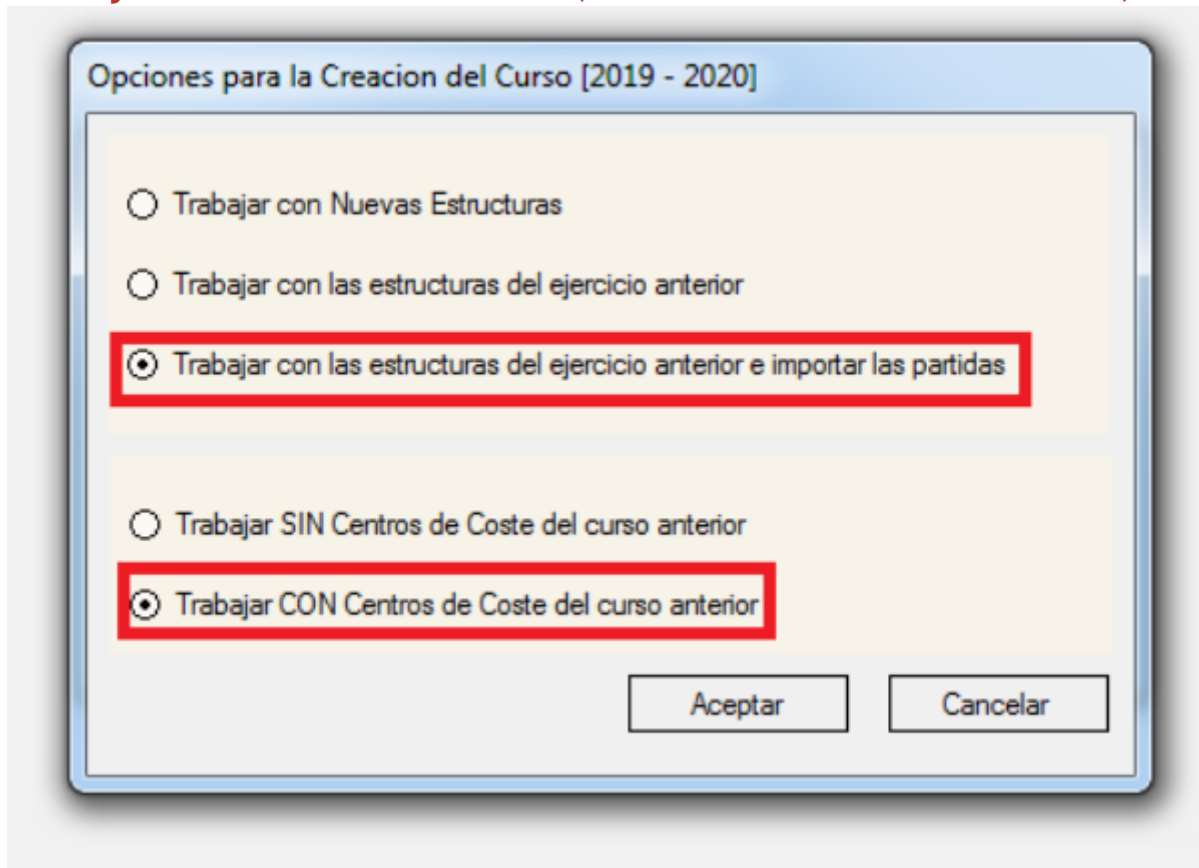 Opciones para la Creacion del Curso [2019 - 2020]
Trabajar con Nuevas Estructuras
Trabajar con las estructuras del ejercicio anterior
Trabajar con las estructuras del ejercicio anterior e importar las partidas
Trabajar SIN Centros de Coste del curso anterior
Trabajar CON Centros de Coste del curso anterior
Aceptar
Cancelar